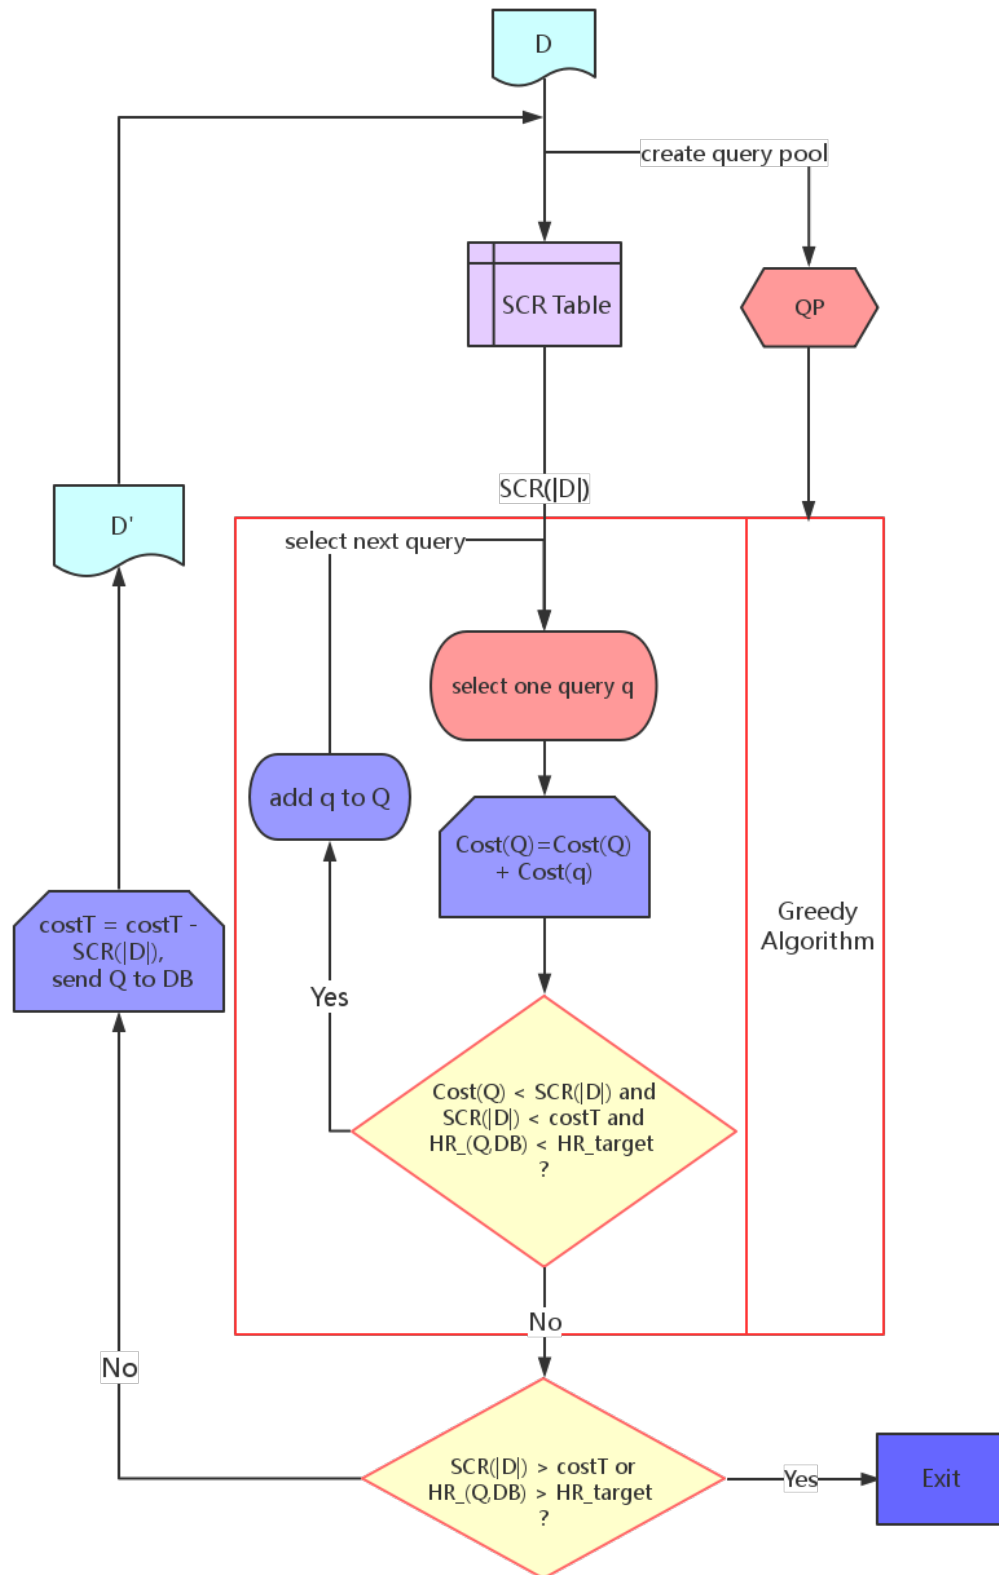 D
create query pool
SCR Table
QP
SCR(|D|)
D'
select next query
select one query q
add q to Q
Cost(Q)=Cost(Q)
+ Cost(q)
Greedy
Algorithm
costT = costT -
SCR(|D|),
send Q to DB
Yes
Cost(Q) < SCR(|D|) and
SCR(|D|) < costT and
HR_(Q,DB) < HR_target
?
No
No
SCR(|D|) > costT or
HR_(Q,DB) > HR_target
?
Yes
Exit